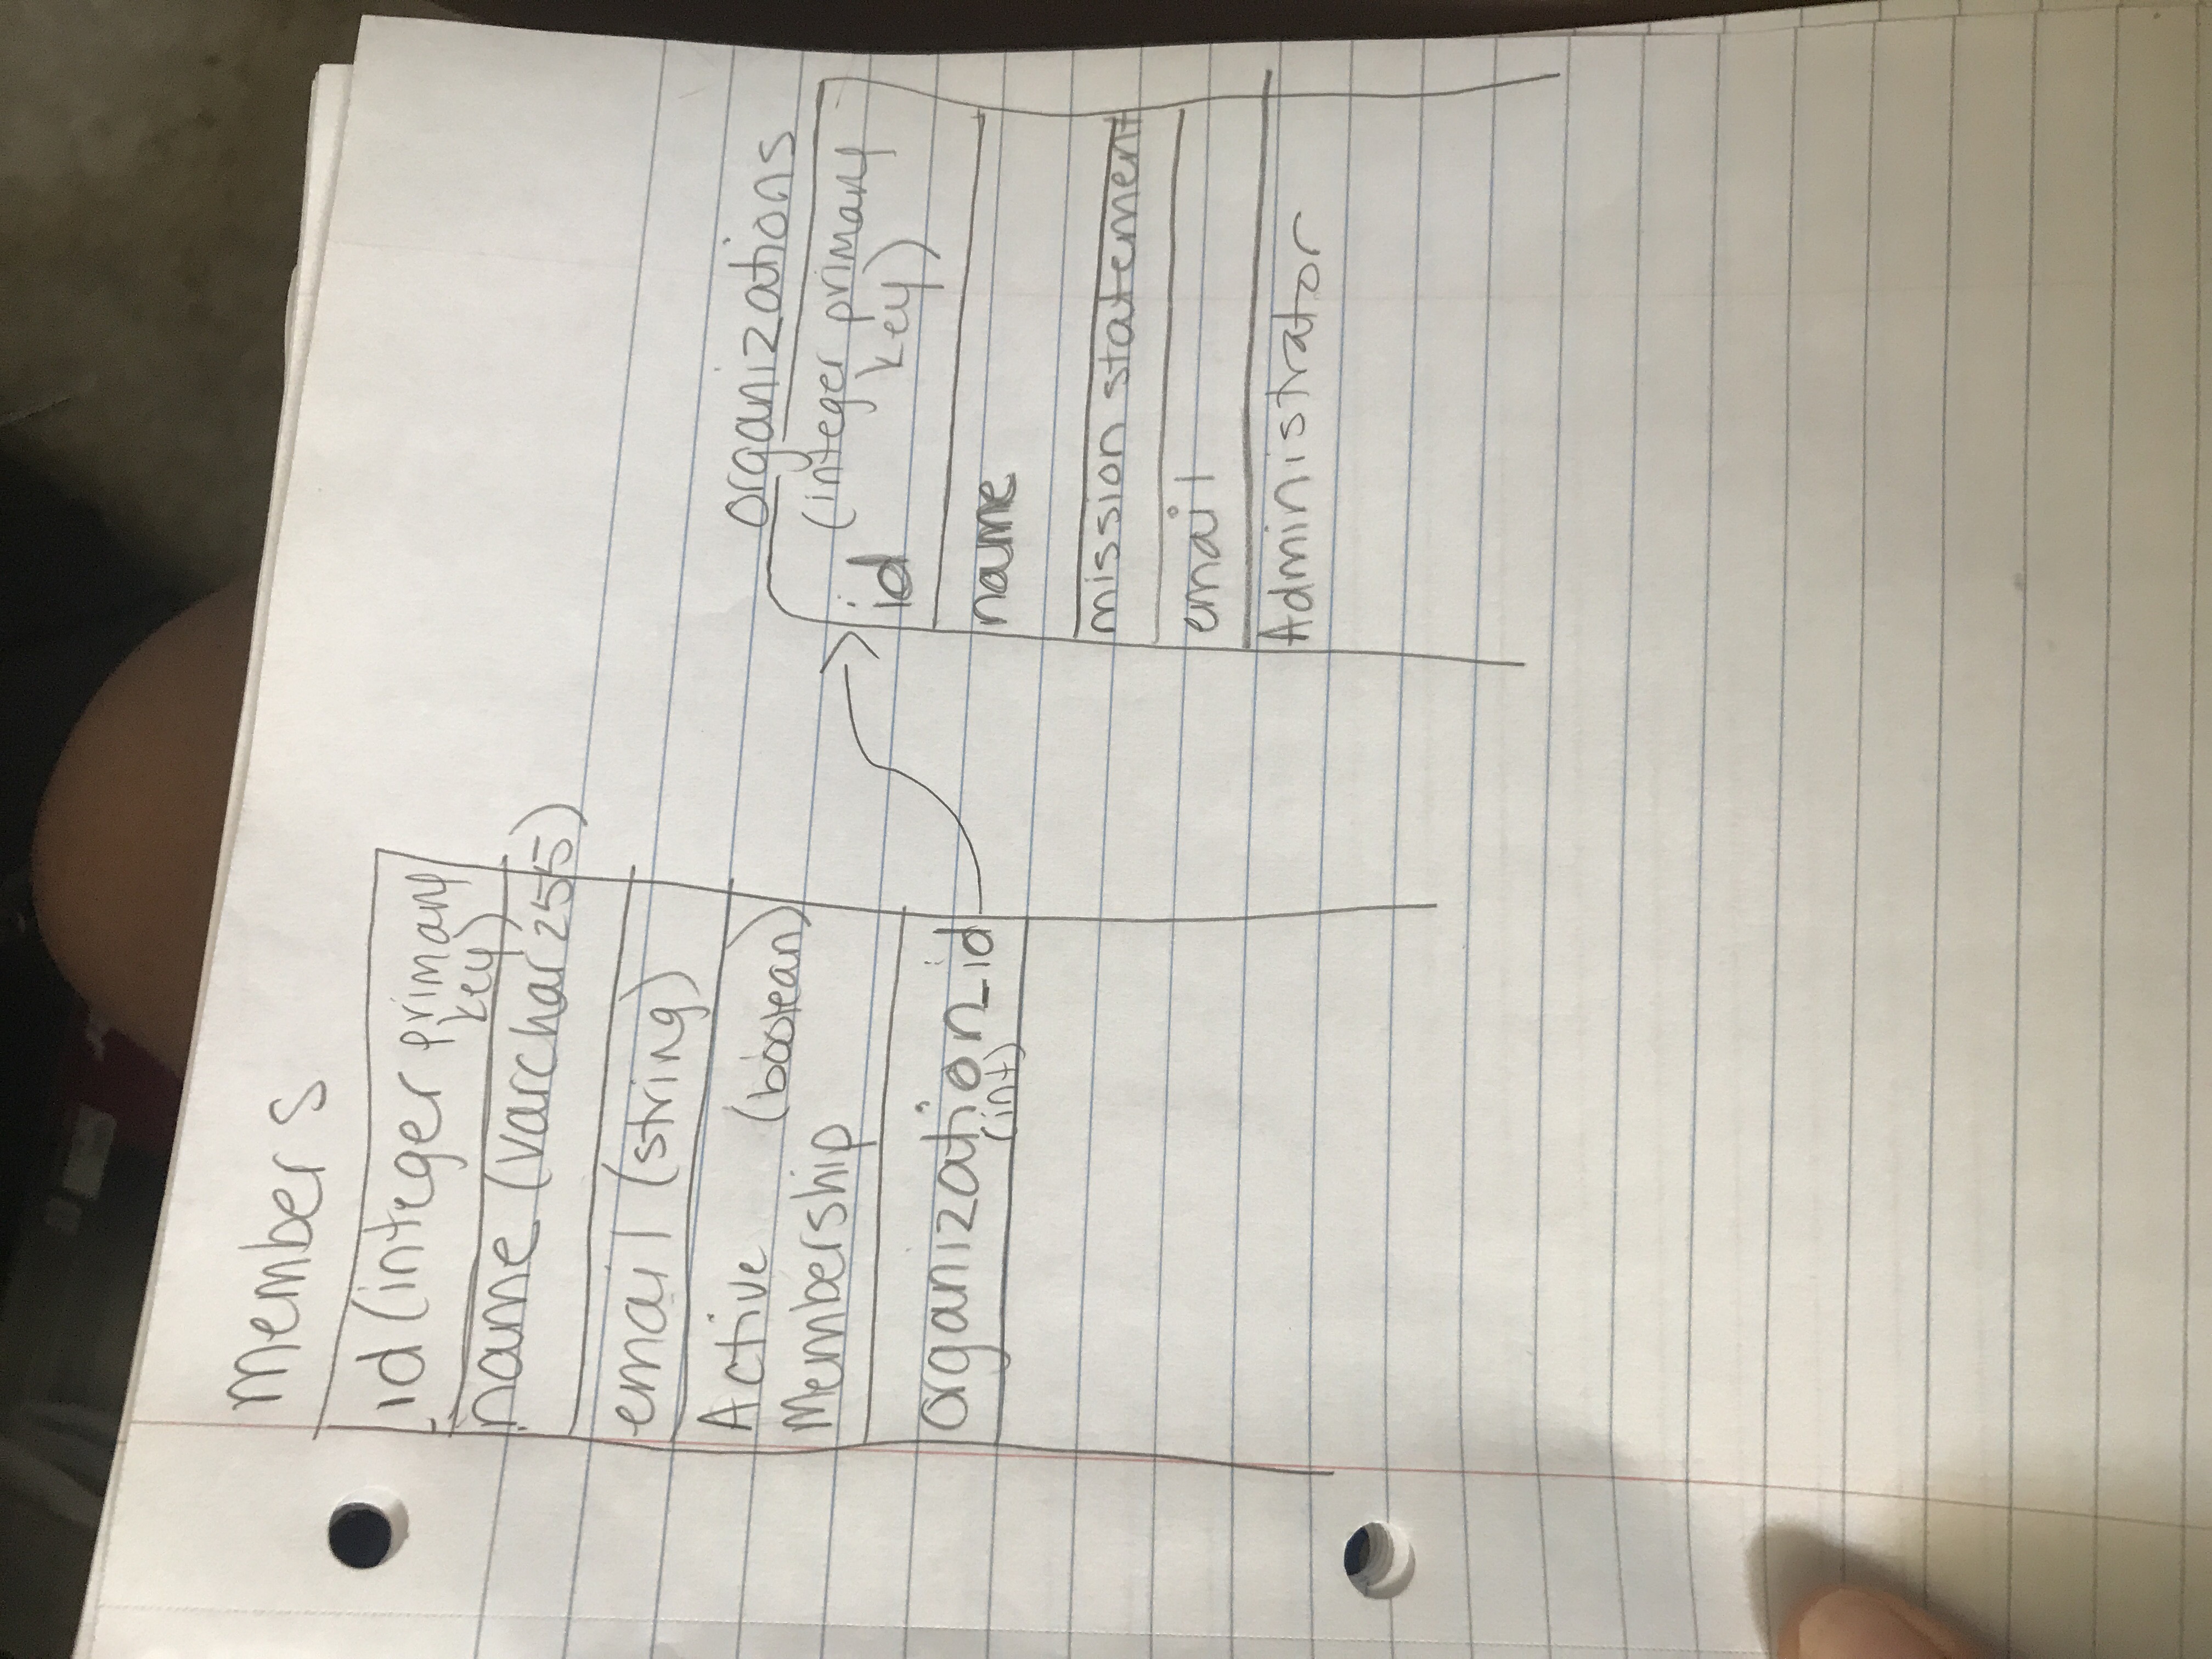 members
id (integer primary
key)
name (varchar 255)
email (string)
Active (boolean)
Membership
organization_id
(int)
organizations
(integer primary
id key)
name
mission statement
email
Administrator